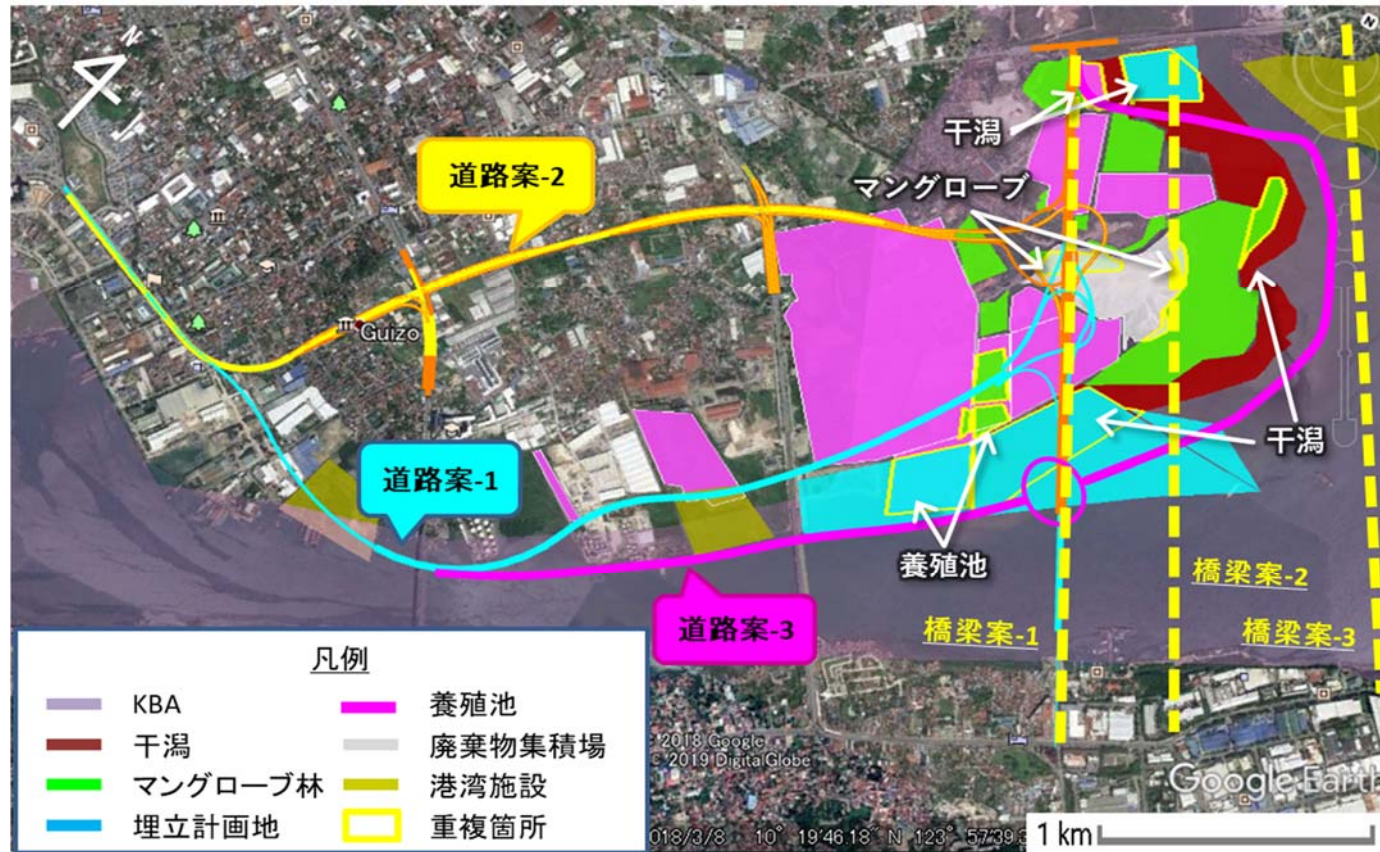 N
N
干潟
道路案-2
マングローブ
Guizo
干潟
道路案-1
養殖池
橋梁案-2
道路案-3
橋梁案-1
橋梁案-3
凡例
KBA
養殖池
干潟
廃棄物集積場
マングローブ林
港湾施設
埋立計画地
重複箇所
2018 Google
© 2019 DigitalGlobe
Google Earth
018/3/8 10° 19'46.18" N 123° 57'39.3
1 km